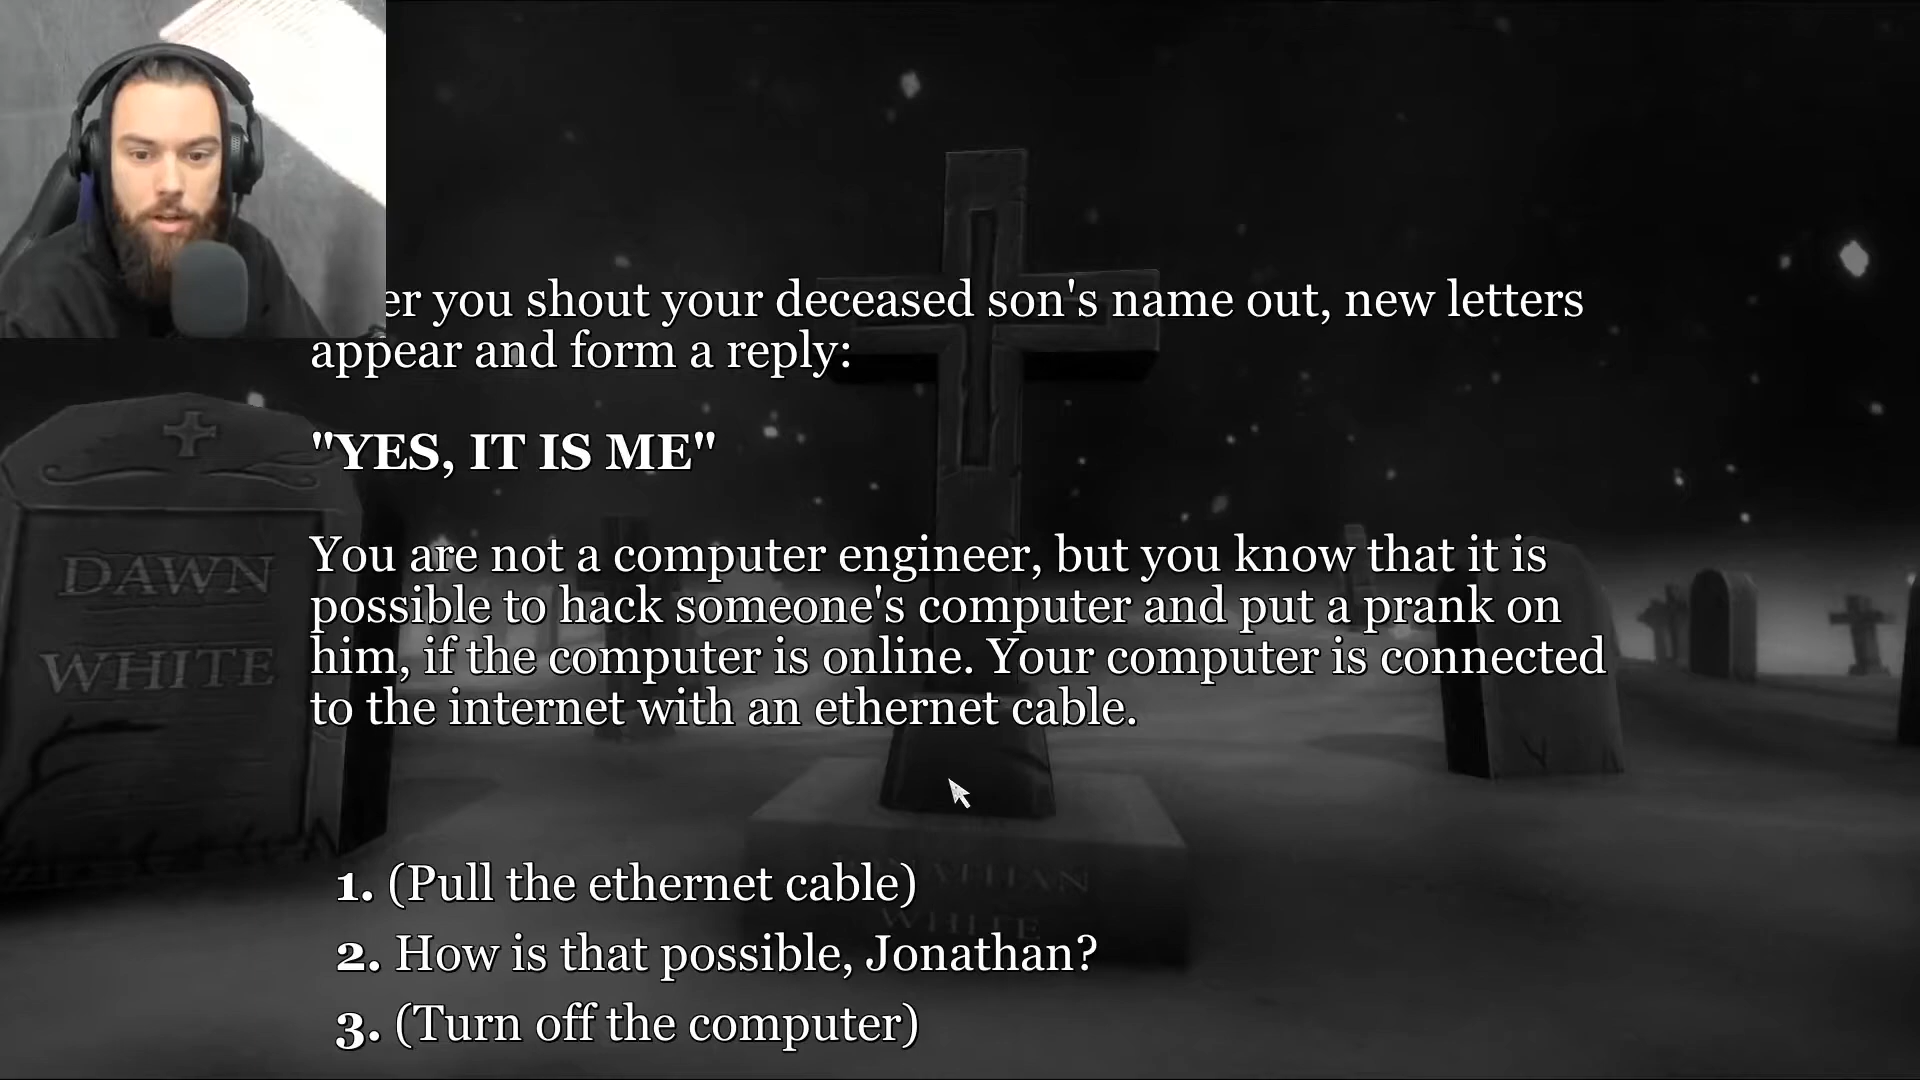 er you shout your deceased son's name out, new letters
appear and form a reply:
"YES, IT IS ME"
You are not a computer engineer, but you know that it is
possible to hack someone's computer and put a prank on
him, if the computer is online. Your computer is connected
to the internet with an ethernet cable.
DAWN
WHITE
1. (Pull the ethernet cable)
2. How is that possible, Jonathan?
3. (Turn off the computer)
WHITE